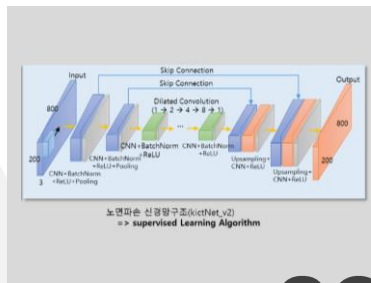 Input
Skip Connection
Output
Skip Connection
800
Dilated Convolution
(1 → 2 → 4 → 8 → 1)
800
...
200
3
CNN+BatchNorm
+ReLU+Pooling
CNN+BatchNorm
+ReLU+Pooling
CNN+BatchNorm
+ReLU
CNN+BatchNorm
+ReLU
Upsampling+
CNN+ReLU
Upsampling+
CNN+ReLU
200
노면파손 신경망구조(kictNet_v2)
=> supervised Learning Algorithm